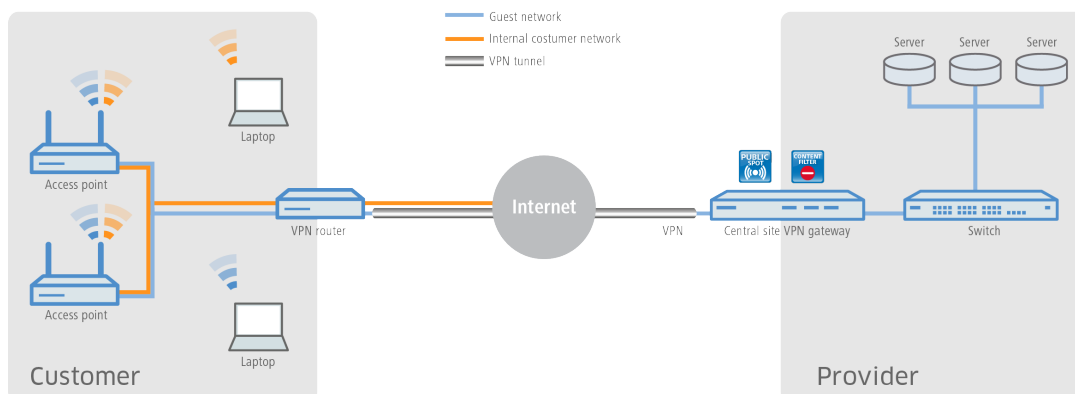 Guest network
Internal costumer network
VPN tunnel
Server
Server
Server
Laptop
Access point
PUBLIC
SPOT
CONTENT
FILTER
Internet
VPN router
VPN
Central site VPN gateway
Switch
Access point
Laptop
Customer
Provider